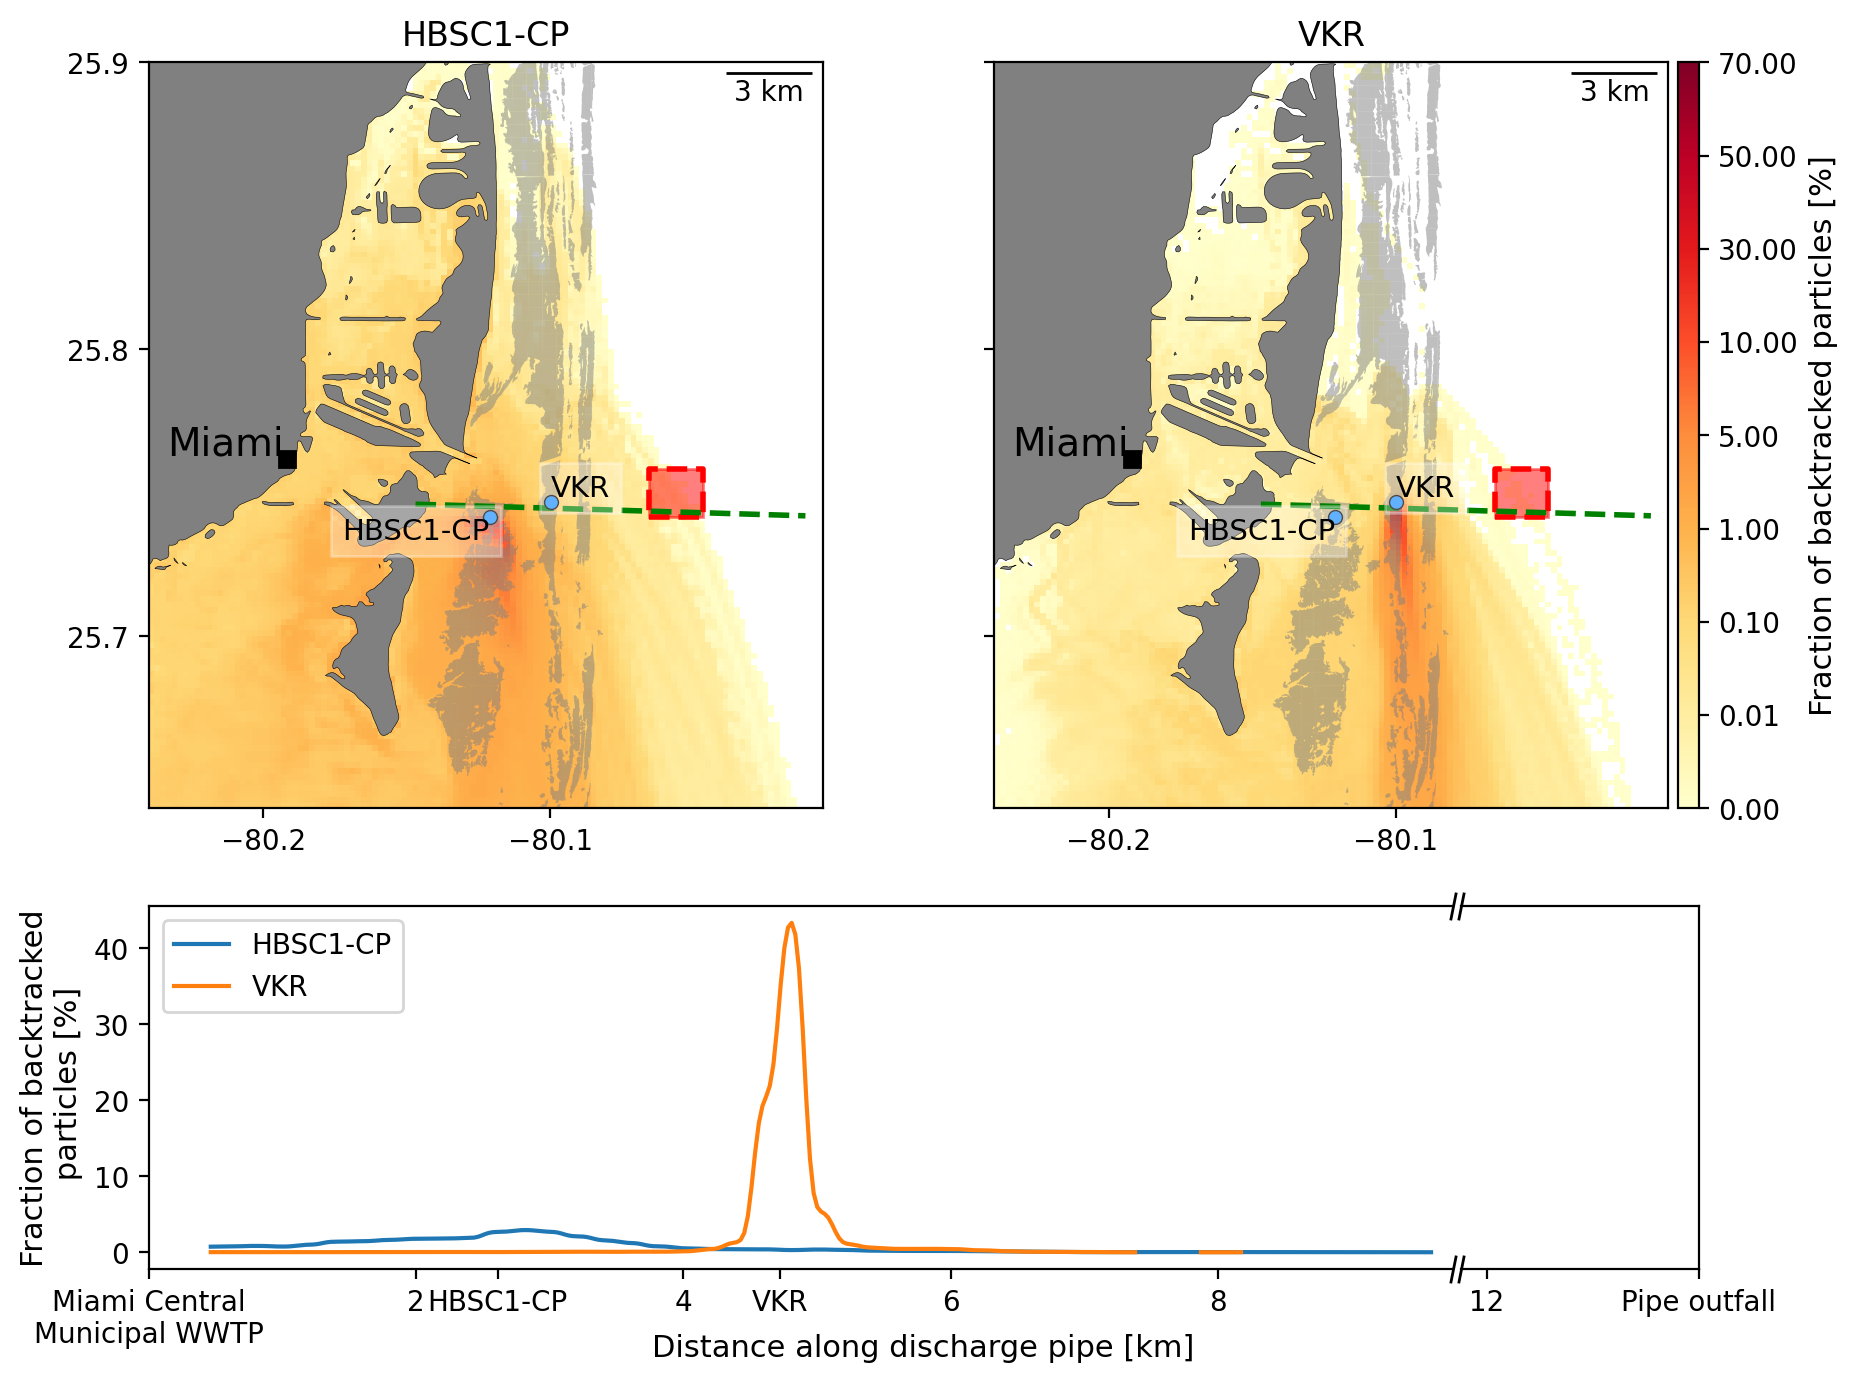 HBSC1-CP
VKR
25.9
25.8
25.7
3 km
Miami
VKR
HBSC1-CP
−80.2
−80.1
3 km
Miami
VKR
HBSC1-CP
−80.2
−80.1
70.00
50.00
30.00
10.00
5.00
1.00
0.10
0.01
0.00
Fraction of backtracked particles [%]
Fraction of backtracked
particles [%]
40
30
20
10
0
HBSC1-CP
VKR
Miami Central
Municipal WWTP
2
HBSC1-CP
4
VKR
6
8
12
Pipe outfall
Distance along discharge pipe [km]